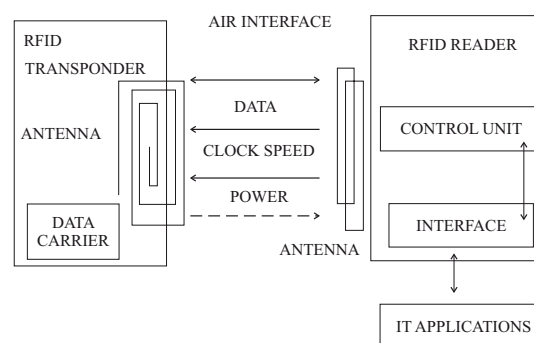 RFID
TRANSPONDER
ANTENNA
DATA
CARRIER
AIR INTERFACE
DATA
CLOCK SPEED
POWER
ANTENNA
RFID READER
CONTROL UNIT
INTERFACE
IT APPLICATIONS